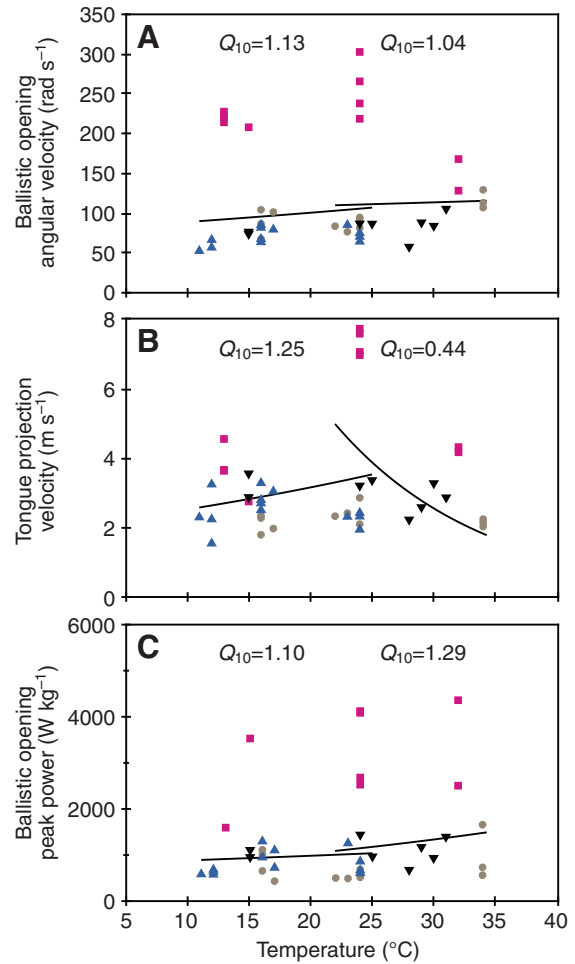 A
Q10=1.13
Q10=1.04
Ballistic opening
angular velocity (rad s–1)
350
300
250
200
150
100
50
0
B
Q10=1.25
Q10=0.44
Tongue projection
velocity (m s–1)
8
6
4
2
0
C
Q10=1.10
Q10=1.29
Ballistic opening
peak power (W kg–1)
6000
4000
2000
0
5 10 15 20 25 30 35 40
Temperature (°C)